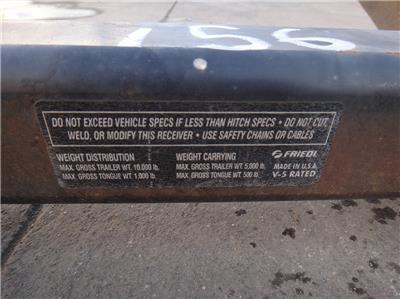 156
DO NOT EXCEED VEHICLE SPECS IF LESS THAN HITCH SPECS • DO NOT CUT,
WELD, OR MODIFY THIS RECEIVER • USE SAFETY CHAINS OR CABLES
WEIGHT DISTRIBUTION
MAX. GROSS TRAILER WT. 10,000 lb.
MAX. GROSS TONGUE WT. 1,000 lb.
WEIGHT CARRYING
MAX. GROSS TRAILER WT. 5,000 lb.
MAX. GROSS TONGUE WT. 500 lb.
FRIEDL
MADE IN U.S.A.
V-5 RATED